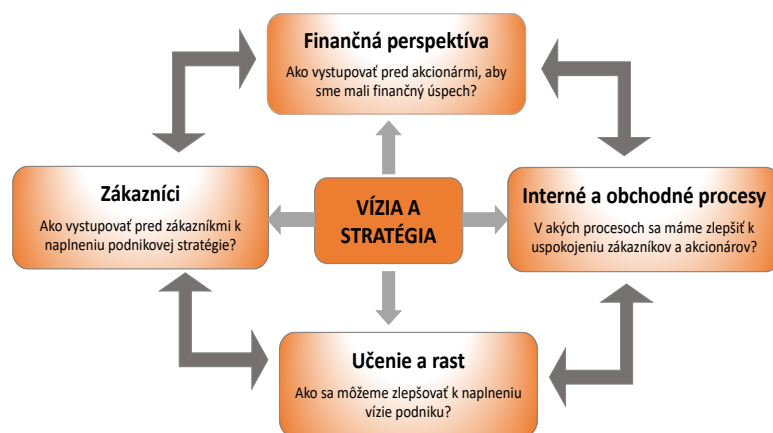 Finančná perspektíva
Ako vystupovať pred akcionármi, aby
sme mali finančný úspech?
Zákazníci
Ako vystupovať pred zákazníkmi k
naplneniu podnikovej stratégie?
VÍZIA A
STRATÉGIA
Interné a obchodné procesy
V akých procesoch sa máme zlepšiť k
uspokojeniu zákazníkov a akcionárov?
Učenie a rast
Ako sa môžeme zlepšovať k naplneniu
vízie podniku?